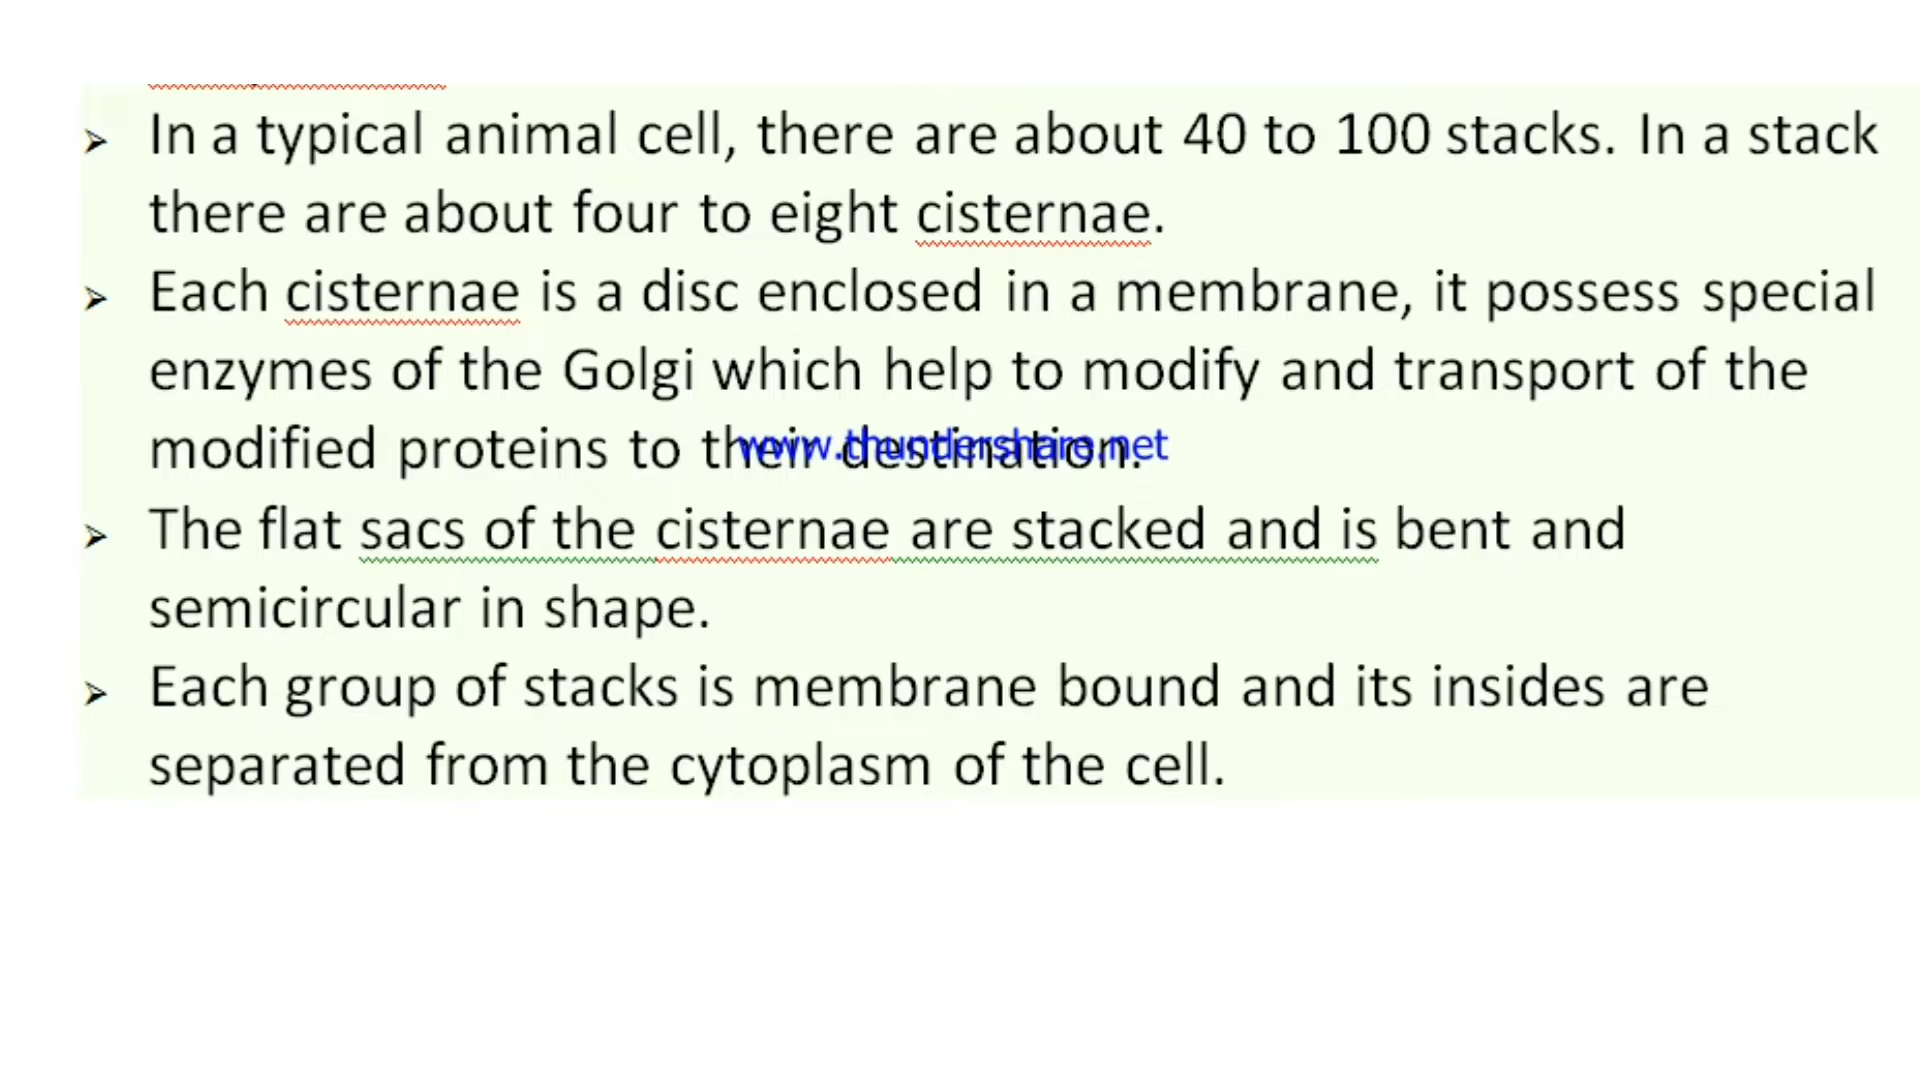 In a typical animal cell, there are about 40 to 100 stacks. In a stack
there are about four to eight cisternae.
Each cisternae is a disc enclosed in a membrane, it possess special
enzymes of the Golgi which help to modify and transport of the
modified proteins to their destination.
www.thundershare.net
The flat sacs of the cisternae are stacked and is bent and
semicircular in shape.
Each group of stacks is membrane bound and its insides are
separated from the cytoplasm of the cell.